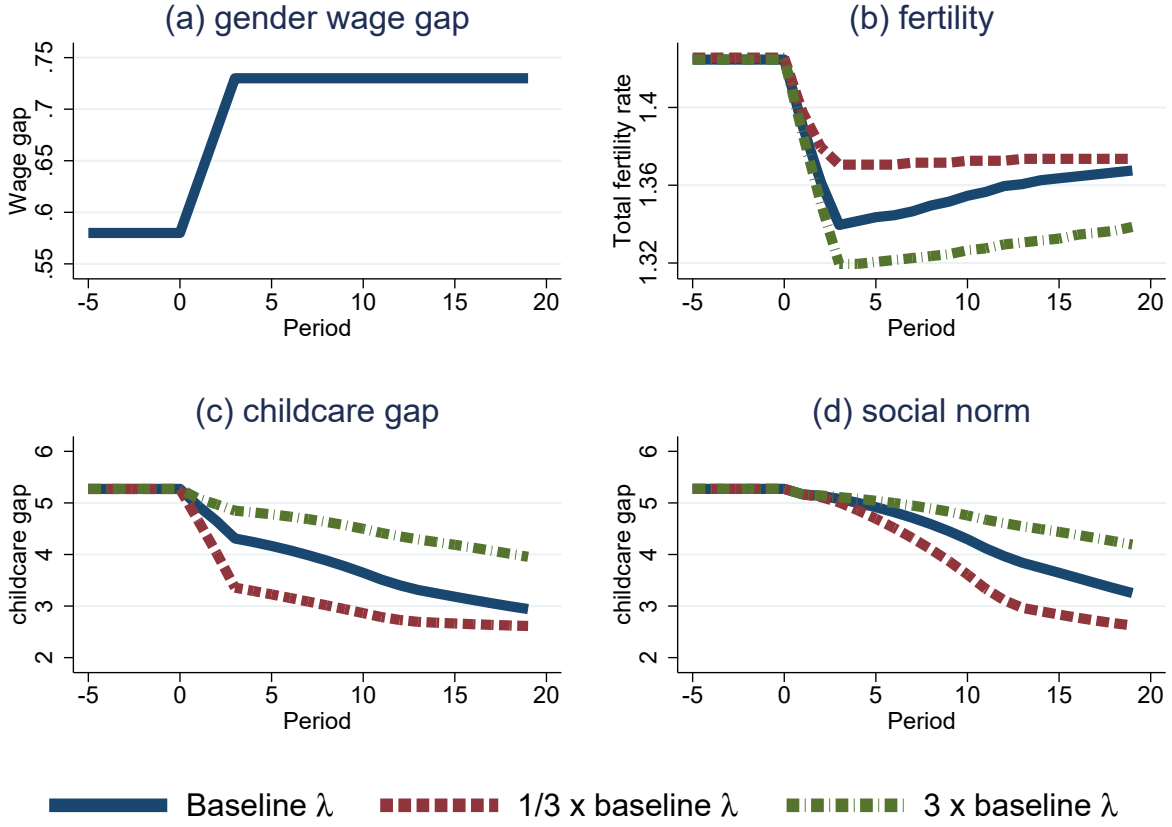 (a) gender wage gap
Wage gap
.75
.7
.65
.6
.55
-5 0 5 10 15 20
Period
(b) fertility
Total fertility rate
1.4
1.36
1.32
-5 0 5 10 15 20
Period
(c) childcare gap
childcare gap
6
5
4
3
2
-5 0 5 10 15 20
Period
(d) social norm
childcare gap
6
5
4
3
2
-5 0 5 10 15 20
Period
Baseline λ 1/3 x baseline λ 3 x baseline λ